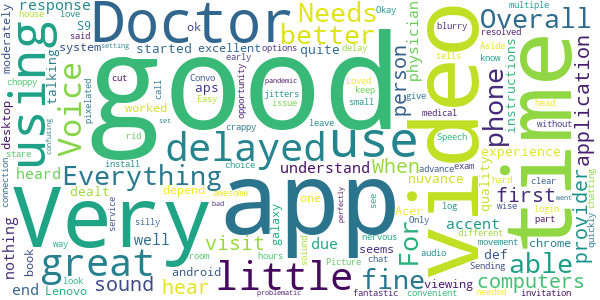 response love S9 said ok Doctor Needs better Overall
moderately house talking system started excellent quite delay
using good Video time
Okay multiple blurry resolved Aside tells know
options early Convo jitters issue Loved keep small
aps opportunity pandemic person give physician medical
instructions application phone
choppy pixelated cut call Easy worked rid
desktop Voice set install crappy leave choice
delayed use
Everything understand When Speech without head
advance exam nuvance experience quality
connection stare heard dealt depend awesome one perfectly see
nothing book silly galaxy due nervous
Very app For
well visit seems chat Acer hard wise Only log
accent first clear login part provider
great sound hear little fine able
service bad room hours Picture fantastic
way look android convenient audio different movement
def chrome computers
end Lenovo problematic needed invitation
Sending quickly Chatting went
confusing setting